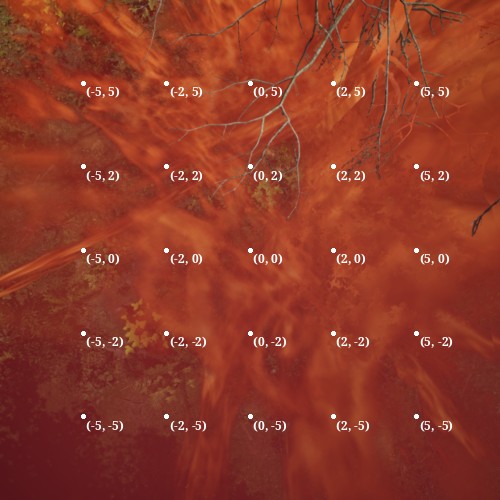 (-5, 5) (-2, 5) (0, 5) (2, 5) (5, 5)
(-5, 2) (-2, 2) (0, 2) (2, 2) (5, 2)
(-5, 0) (-2, 0) (0, 0) (2, 0) (5, 0)
(-5, -2) (-2, -2) (0, -2) (2, -2) (5, -2)
(-5, -5) (-2, -5) (0, -5) (2, -5) (5, -5)